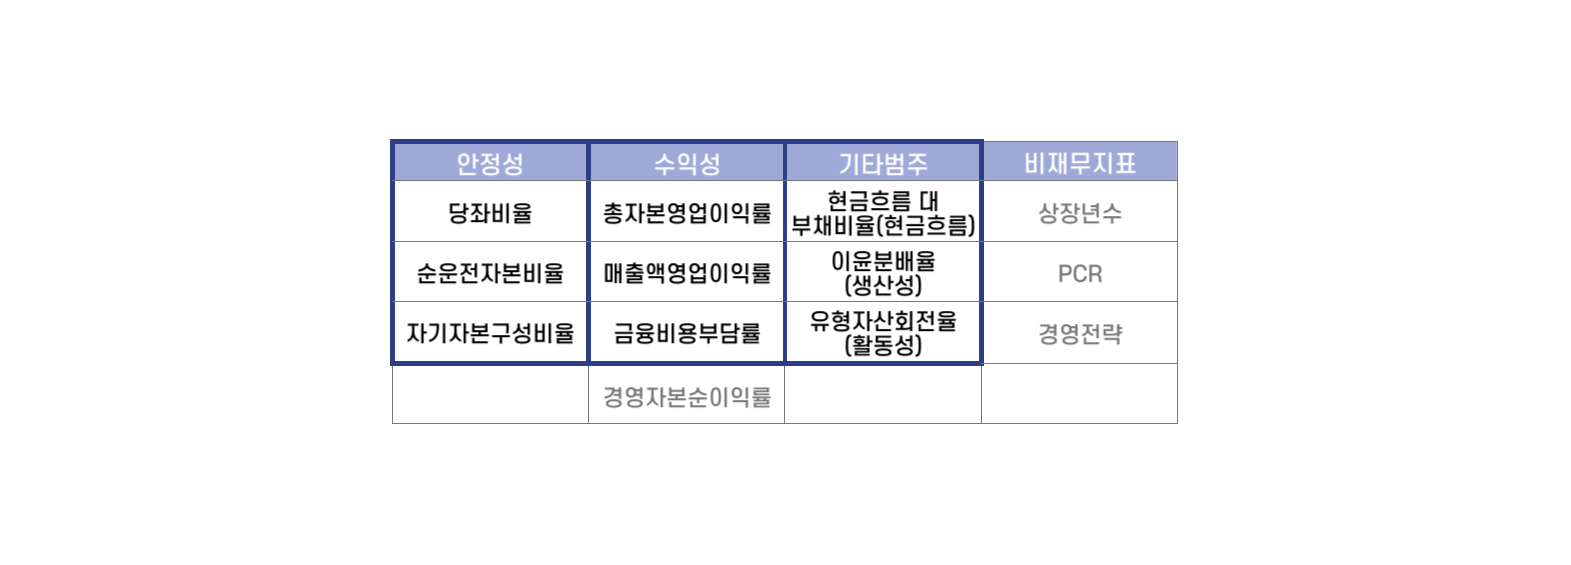 안정성 수익성 기타범주 비재무지표
당좌비율 총자본영업이익률 현금흐름 대
부채비율(현금흐름) 상장년수
순운전자본비율 매출액영업이익률 이윤분배율
(생산성) PCR
자기자본구성비율 금융비용부담률 유형자산회전율
(활동성) 경영전략
경영자본순이익률